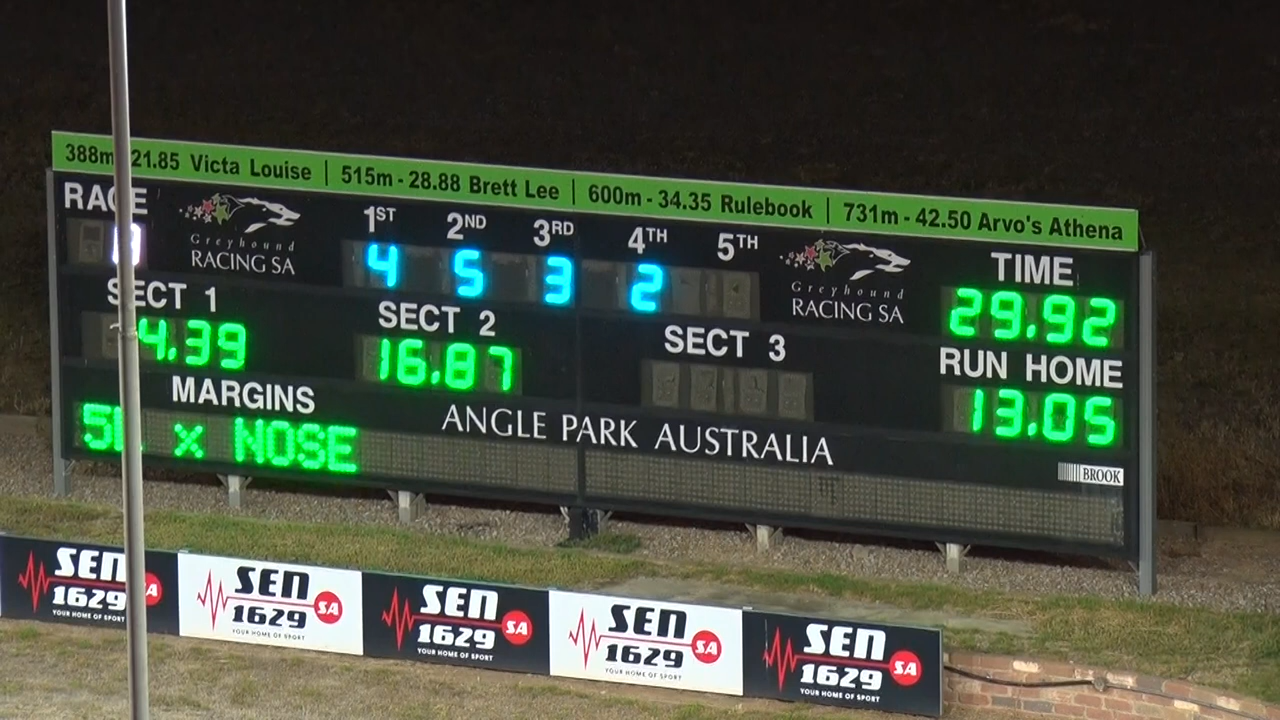 388m 21.85 Victa Louise | 515m - 28.88 Brett Lee | 600m - 34.35 Rulebook | 731m - 42.50 Arvo's Athena
RACE
Greyhound
RACING SA
1ST 2ND 3RD 4TH 5TH
4 5 3 2
Greyhound
RACING SA
TIME
29.92
SECT 1
4.39
SECT 2
16.87
SECT 3
RUN HOME
13.05
MARGINS
5L x NOSE
ANGLE PARK AUSTRALIA
BROOK
SEN
1629 SA
YOUR HOME OF SPORT
SEN
1629 SA
YOUR HOME OF SPORT
SEN
1629 SA
YOUR HOME OF SPORT
SEN
1629 SA
YOUR HOME OF SPORT
SEN
1629 SA
YOUR HOME OF SPORT